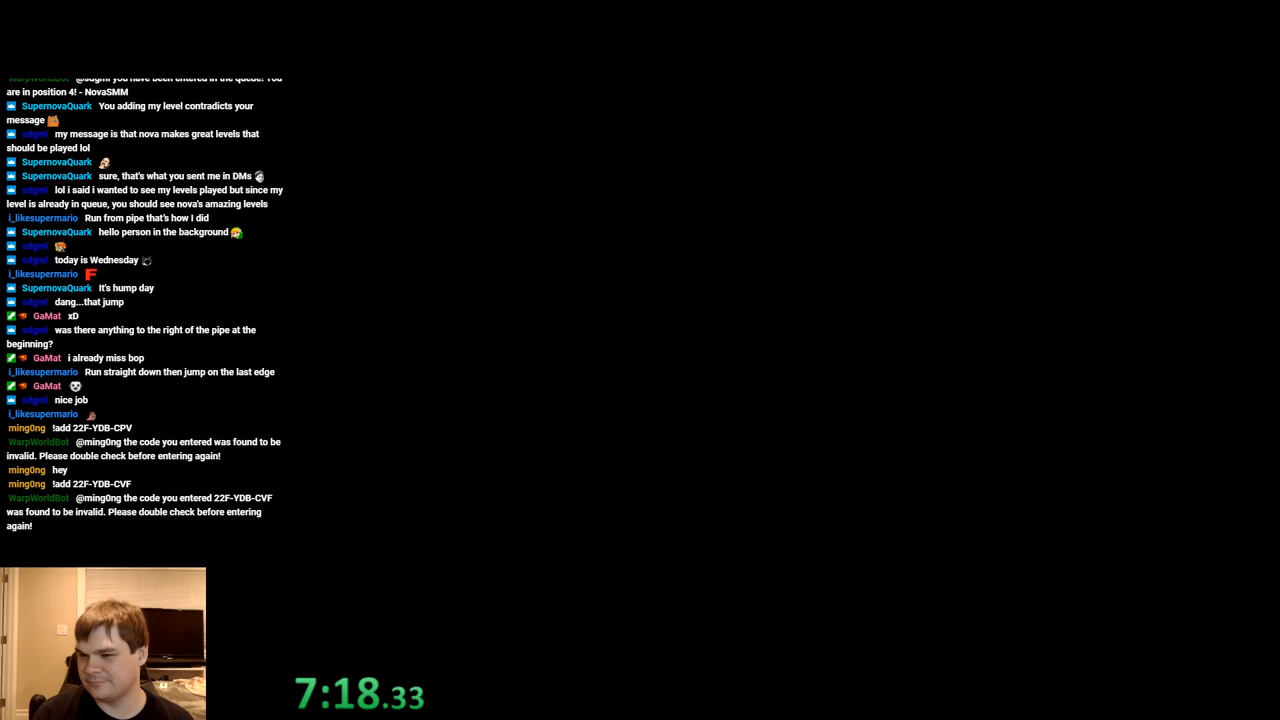 WarpWorldBot @sdgml you have been entered in the queue! You
are in position 4! - NovaSMM
SupernovaQuark You adding my level contradicts your
message
sdgml my message is that nova makes great levels that
should be played lol
SupernovaQuark
SupernovaQuark sure, that's what you sent me in DMs
sdgml lol i said i wanted to see my levels played but since my
level is already in queue, you should see nova's amazing levels
i_likesupermario Run from pipe that's how I did
SupernovaQuark hello person in the background
sdgml
sdgml today is Wednesday
i_likesupermario F
SupernovaQuark It's hump day
sdgml dang...that jump
GaMat xD
sdgml was there anything to the right of the pipe at the
beginning?
GaMat i already miss bop
i_likesupermario Run straight down then jump on the last edge
GaMat
sdgml nice job
i_likesupermario
ming0ng !add 22F-YDB-CPV
WarpWorldBot @ming0ng the code you entered was found to be
invalid. Please double check before entering again!
ming0ng hey
ming0ng !add 22F-YDB-CVF
WarpWorldBot @ming0ng the code you entered 22F-YDB-CVF
was found to be invalid. Please double check before entering
again!
7:18.33